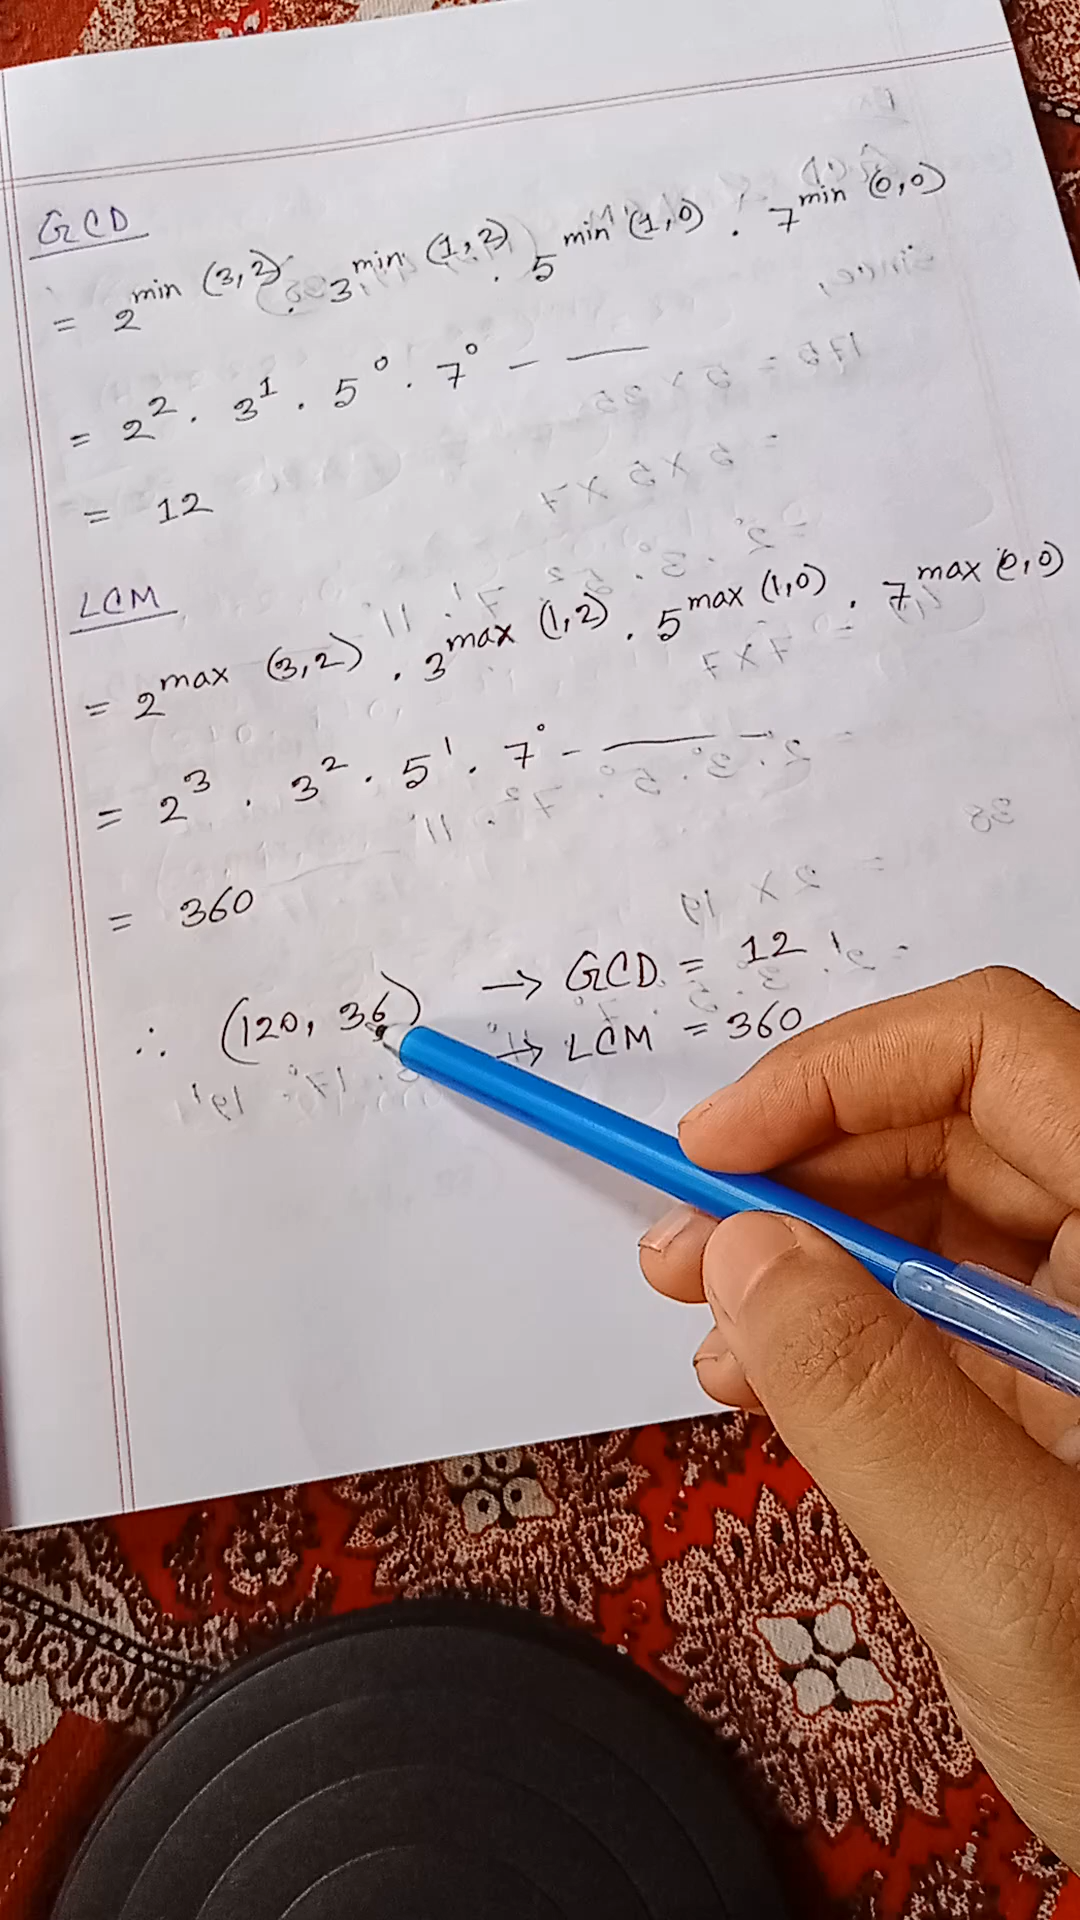 GCD
= 2^min (3,2) . 3^min (1,2) . 5^min (1,0) . 7^min (0,0)
= 2^2 . 3^1 . 5^0 . 7^0 - —
= 12
LCM
= 2^max (3,2) . 3^max (1,2) . 5^max (1,0) . 7^max (0,0)
= 2^3 . 3^2 . 5^1 . 7^0 - — -
= 360
∴ (120, 36) → GCD = 12
→ LCM = 360